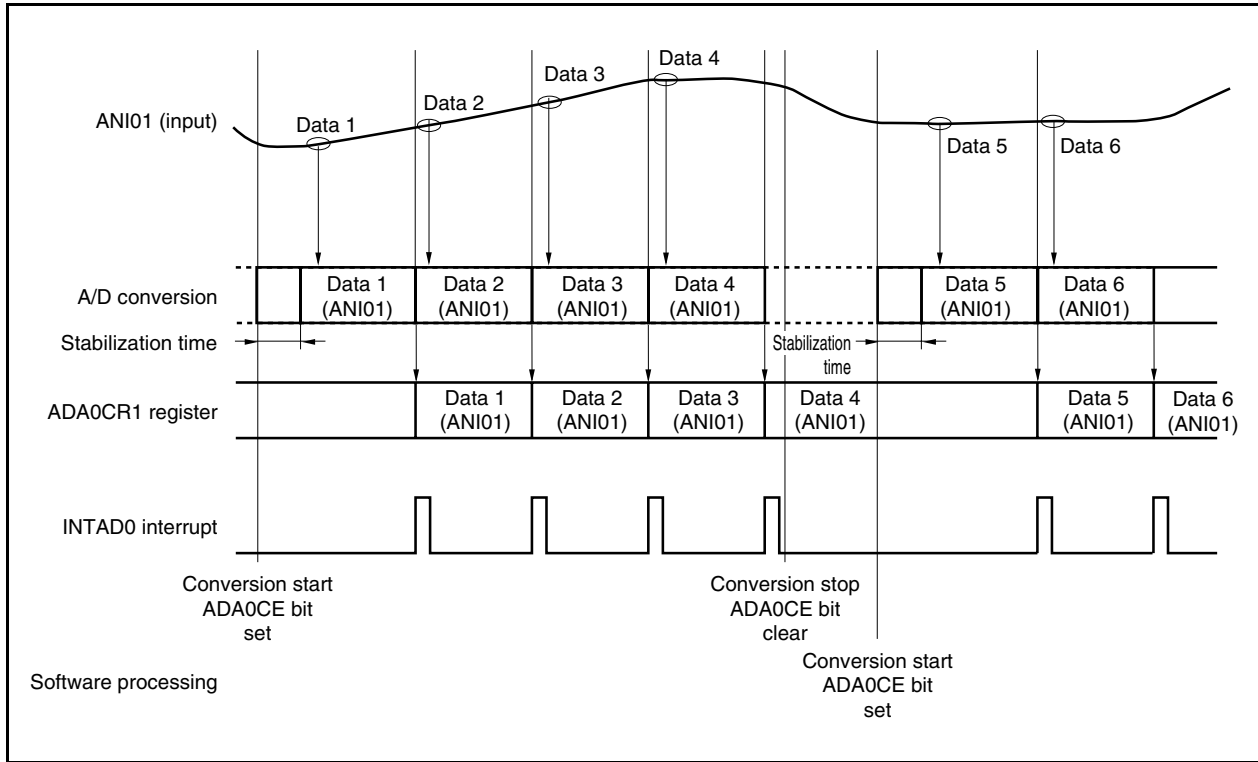 Data 4
Data 3
Data 2
Data 1
ANI01 (input)
Data 5
Data 6
A/D conversion
Data 1
(ANI01)
Data 2
(ANI01)
Data 3
(ANI01)
Data 4
(ANI01)
Data 5
(ANI01)
Data 6
(ANI01)
Stabilization time
Stabilization
time
ADA0CR1 register
Data 1
(ANI01)
Data 2
(ANI01)
Data 3
(ANI01)
Data 4
(ANI01)
Data 5
(ANI01)
Data 6
(ANI01)
INTAD0 interrupt
Conversion start
ADA0CE bit
set
Conversion stop
ADA0CE bit
clear
Conversion start
ADA0CE bit
set
Software processing